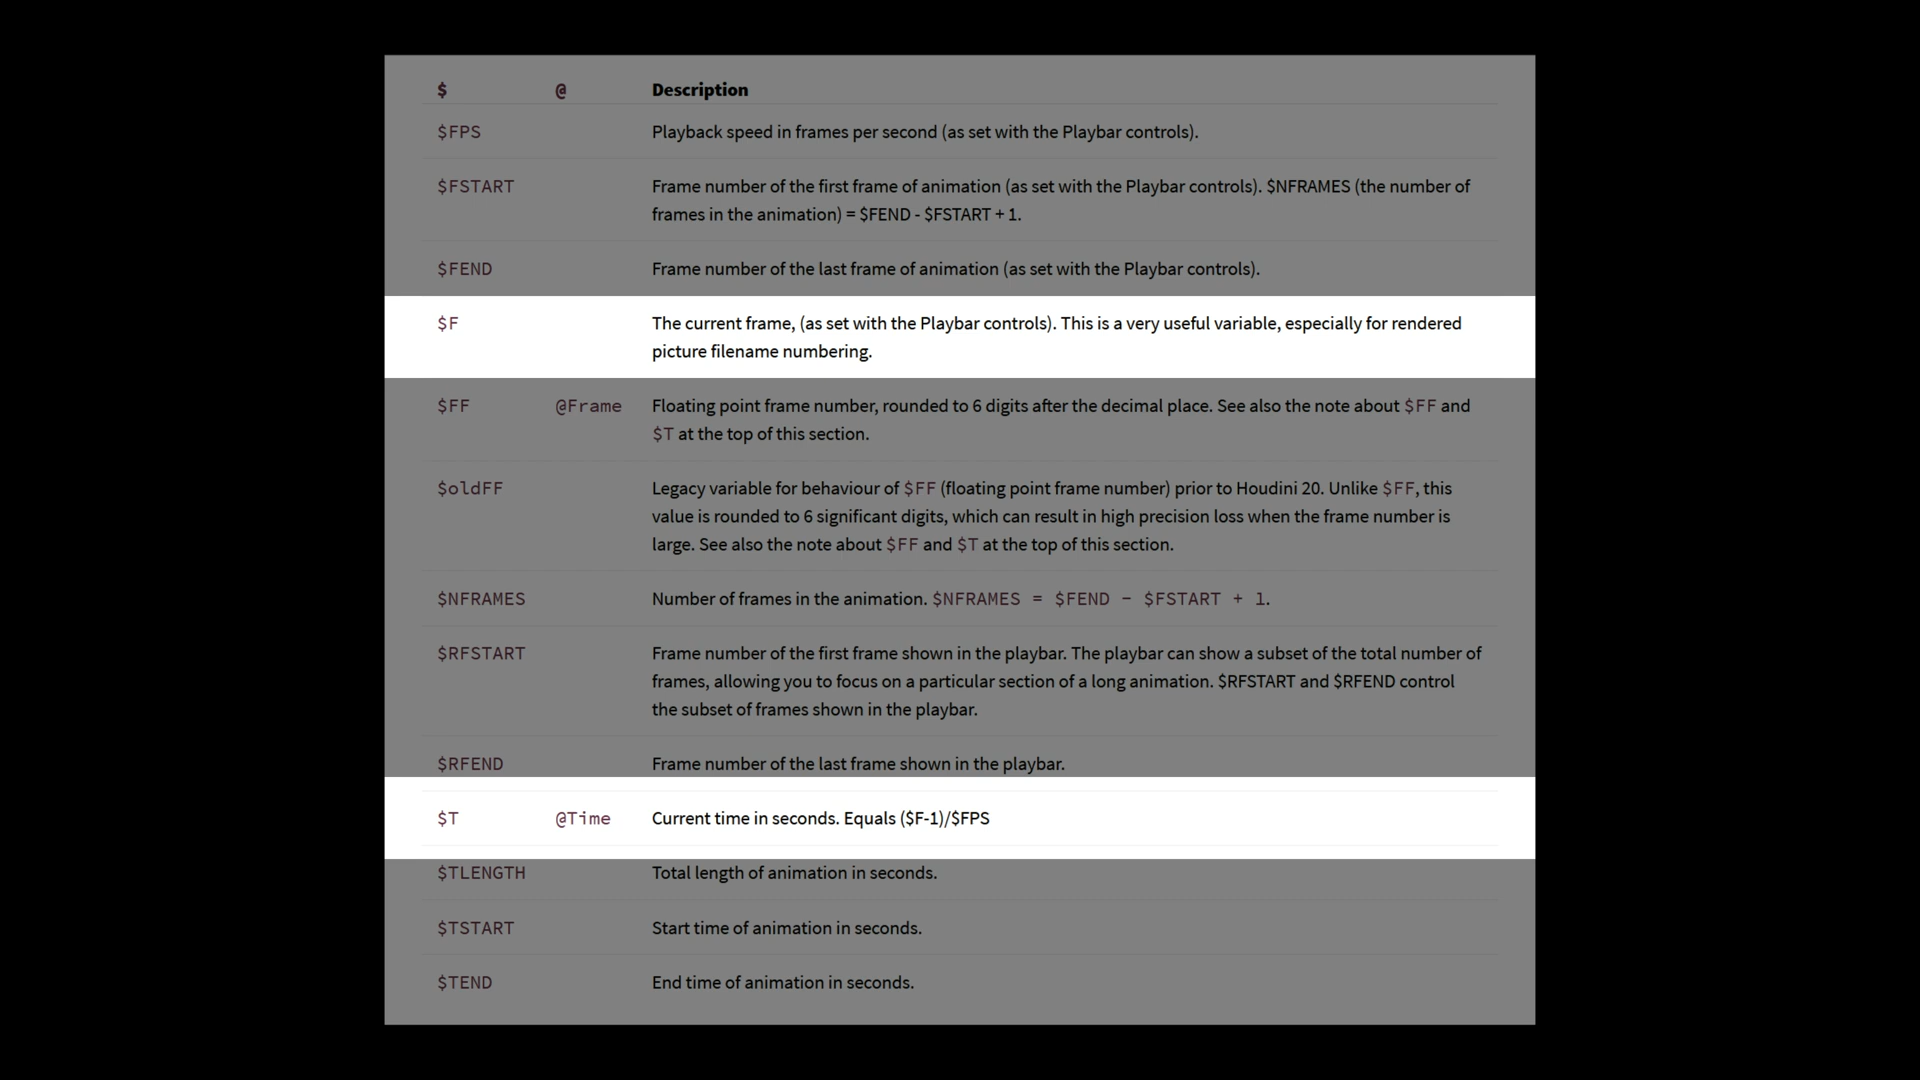 $ @ Description
$FPS Playback speed in frames per second (as set with the Playbar controls).
$FSTART Frame number of the first frame of animation (as set with the Playbar controls). $NFRAMES (the number of
frames in the animation) = $FEND - $FSTART + 1.
$FEND Frame number of the last frame of animation (as set with the Playbar controls).
$F The current frame, (as set with the Playbar controls). This is a very useful variable, especially for rendered
picture filename numbering.
$FF @Frame Floating point frame number, rounded to 6 digits after the decimal place. See also the note about $FF and
$T at the top of this section.
$oldFF Legacy variable for behaviour of $FF (floating point frame number) prior to Houdini 20. Unlike $FF, this
value is rounded to 6 significant digits, which can result in high precision loss when the frame number is
large. See also the note about $FF and $T at the top of this section.
$NFRAMES Number of frames in the animation. $NFRAMES = $FEND - $FSTART + 1.
$RFSTART Frame number of the first frame shown in the playbar. The playbar can show a subset of the total number of
frames, allowing you to focus on a particular section of a long animation. $RFSTART and $RFEND control
the subset of frames shown in the playbar.
$RFEND Frame number of the last frame shown in the playbar.
$T @Time Current time in seconds. Equals ($F-1)/$FPS
$TLENGTH Total length of animation in seconds.
$TSTART Start time of animation in seconds.
$TEND End time of animation in seconds.